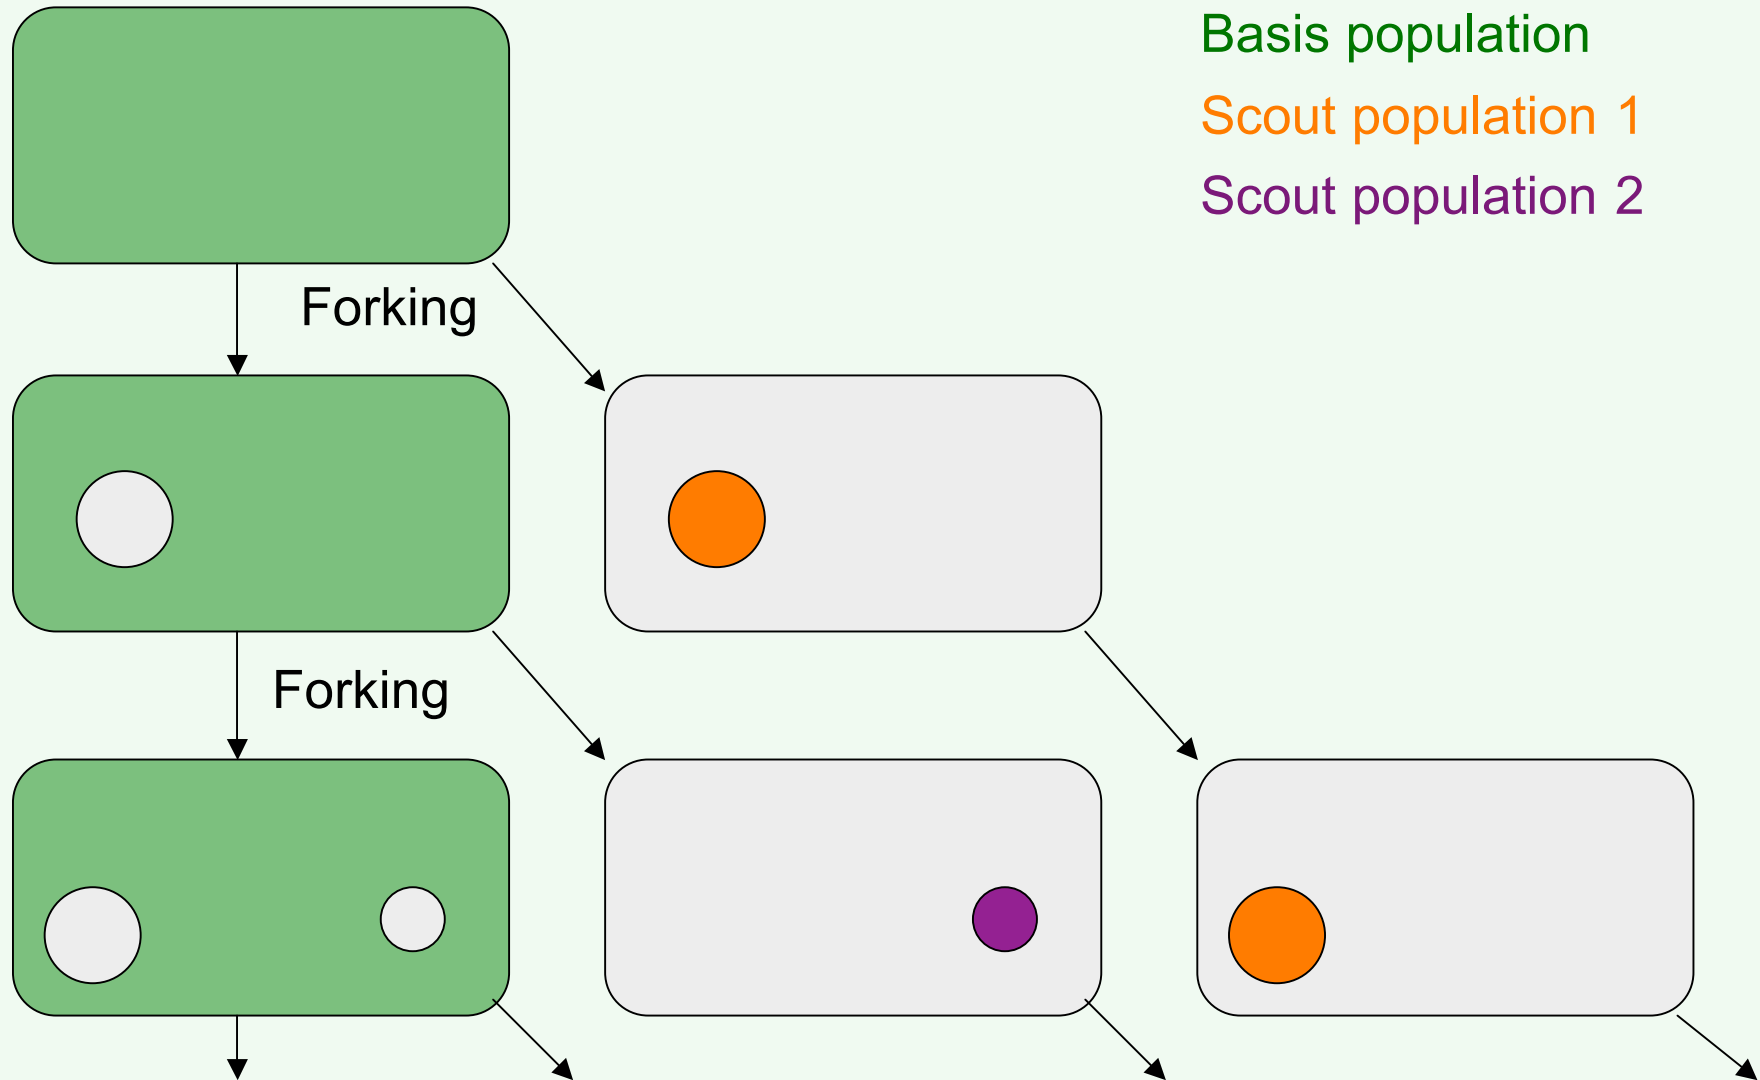 Basis population
Scout population 1
Scout population 2
Forking
Forking